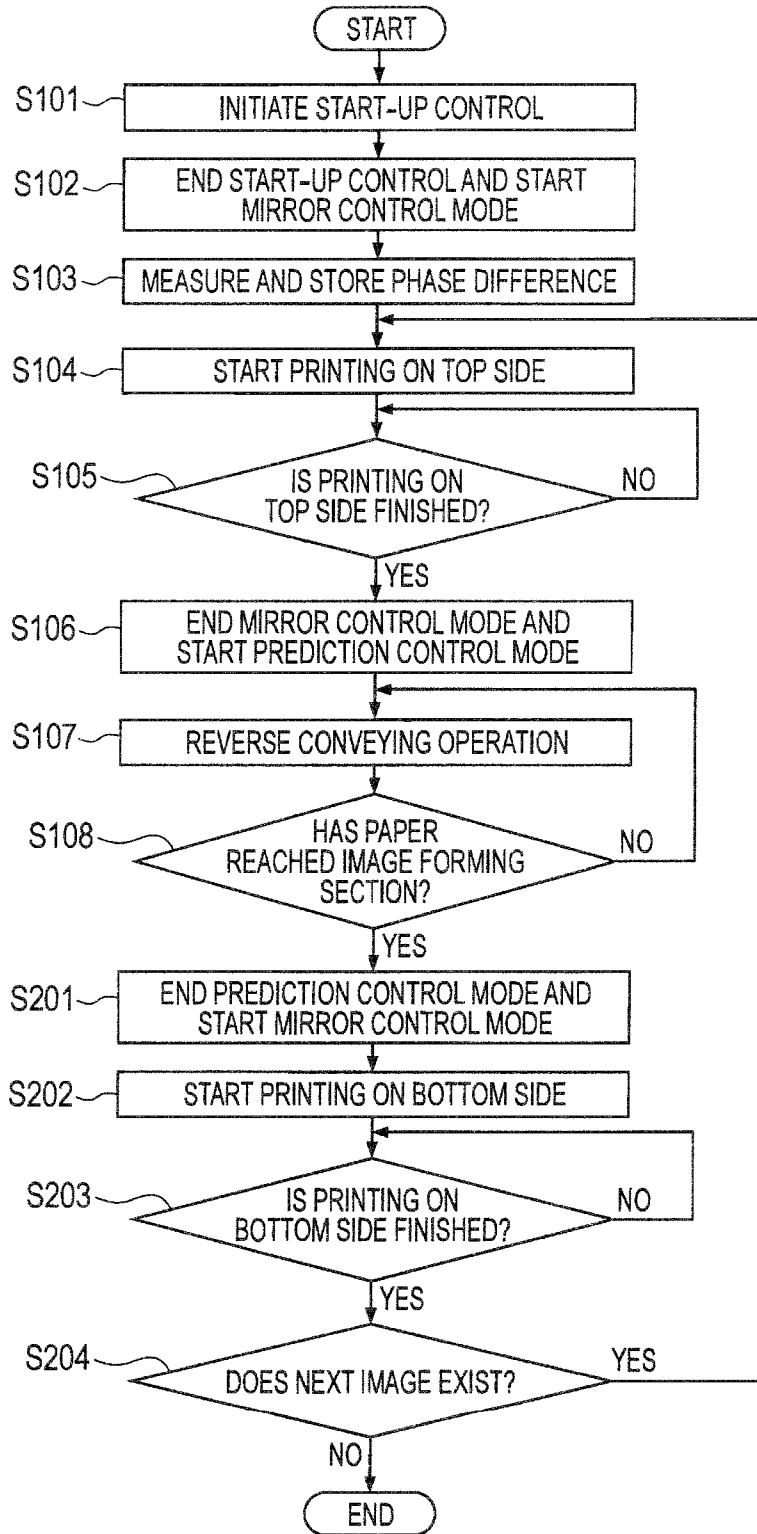 START
S101
INITIATE START-UP CONTROL
S102
END START-UP CONTROL AND START
MIRROR CONTROL MODE
S103
MEASURE AND STORE PHASE DIFFERENCE
S104
START PRINTING ON TOP SIDE
S105
IS PRINTING ON
TOP SIDE FINISHED?
NO
YES
S106
END MIRROR CONTROL MODE AND
START PREDICTION CONTROL MODE
S107
REVERSE CONVEYING OPERATION
S108
HAS PAPER
REACHED IMAGE FORMING
SECTION?
NO
YES
S201
END PREDICTION CONTROL MODE AND
START MIRROR CONTROL MODE
S202
START PRINTING ON BOTTOM SIDE
S203
IS PRINTING ON
BOTTOM SIDE FINISHED?
NO
YES
S204
DOES NEXT IMAGE EXIST?
YES
NO
END